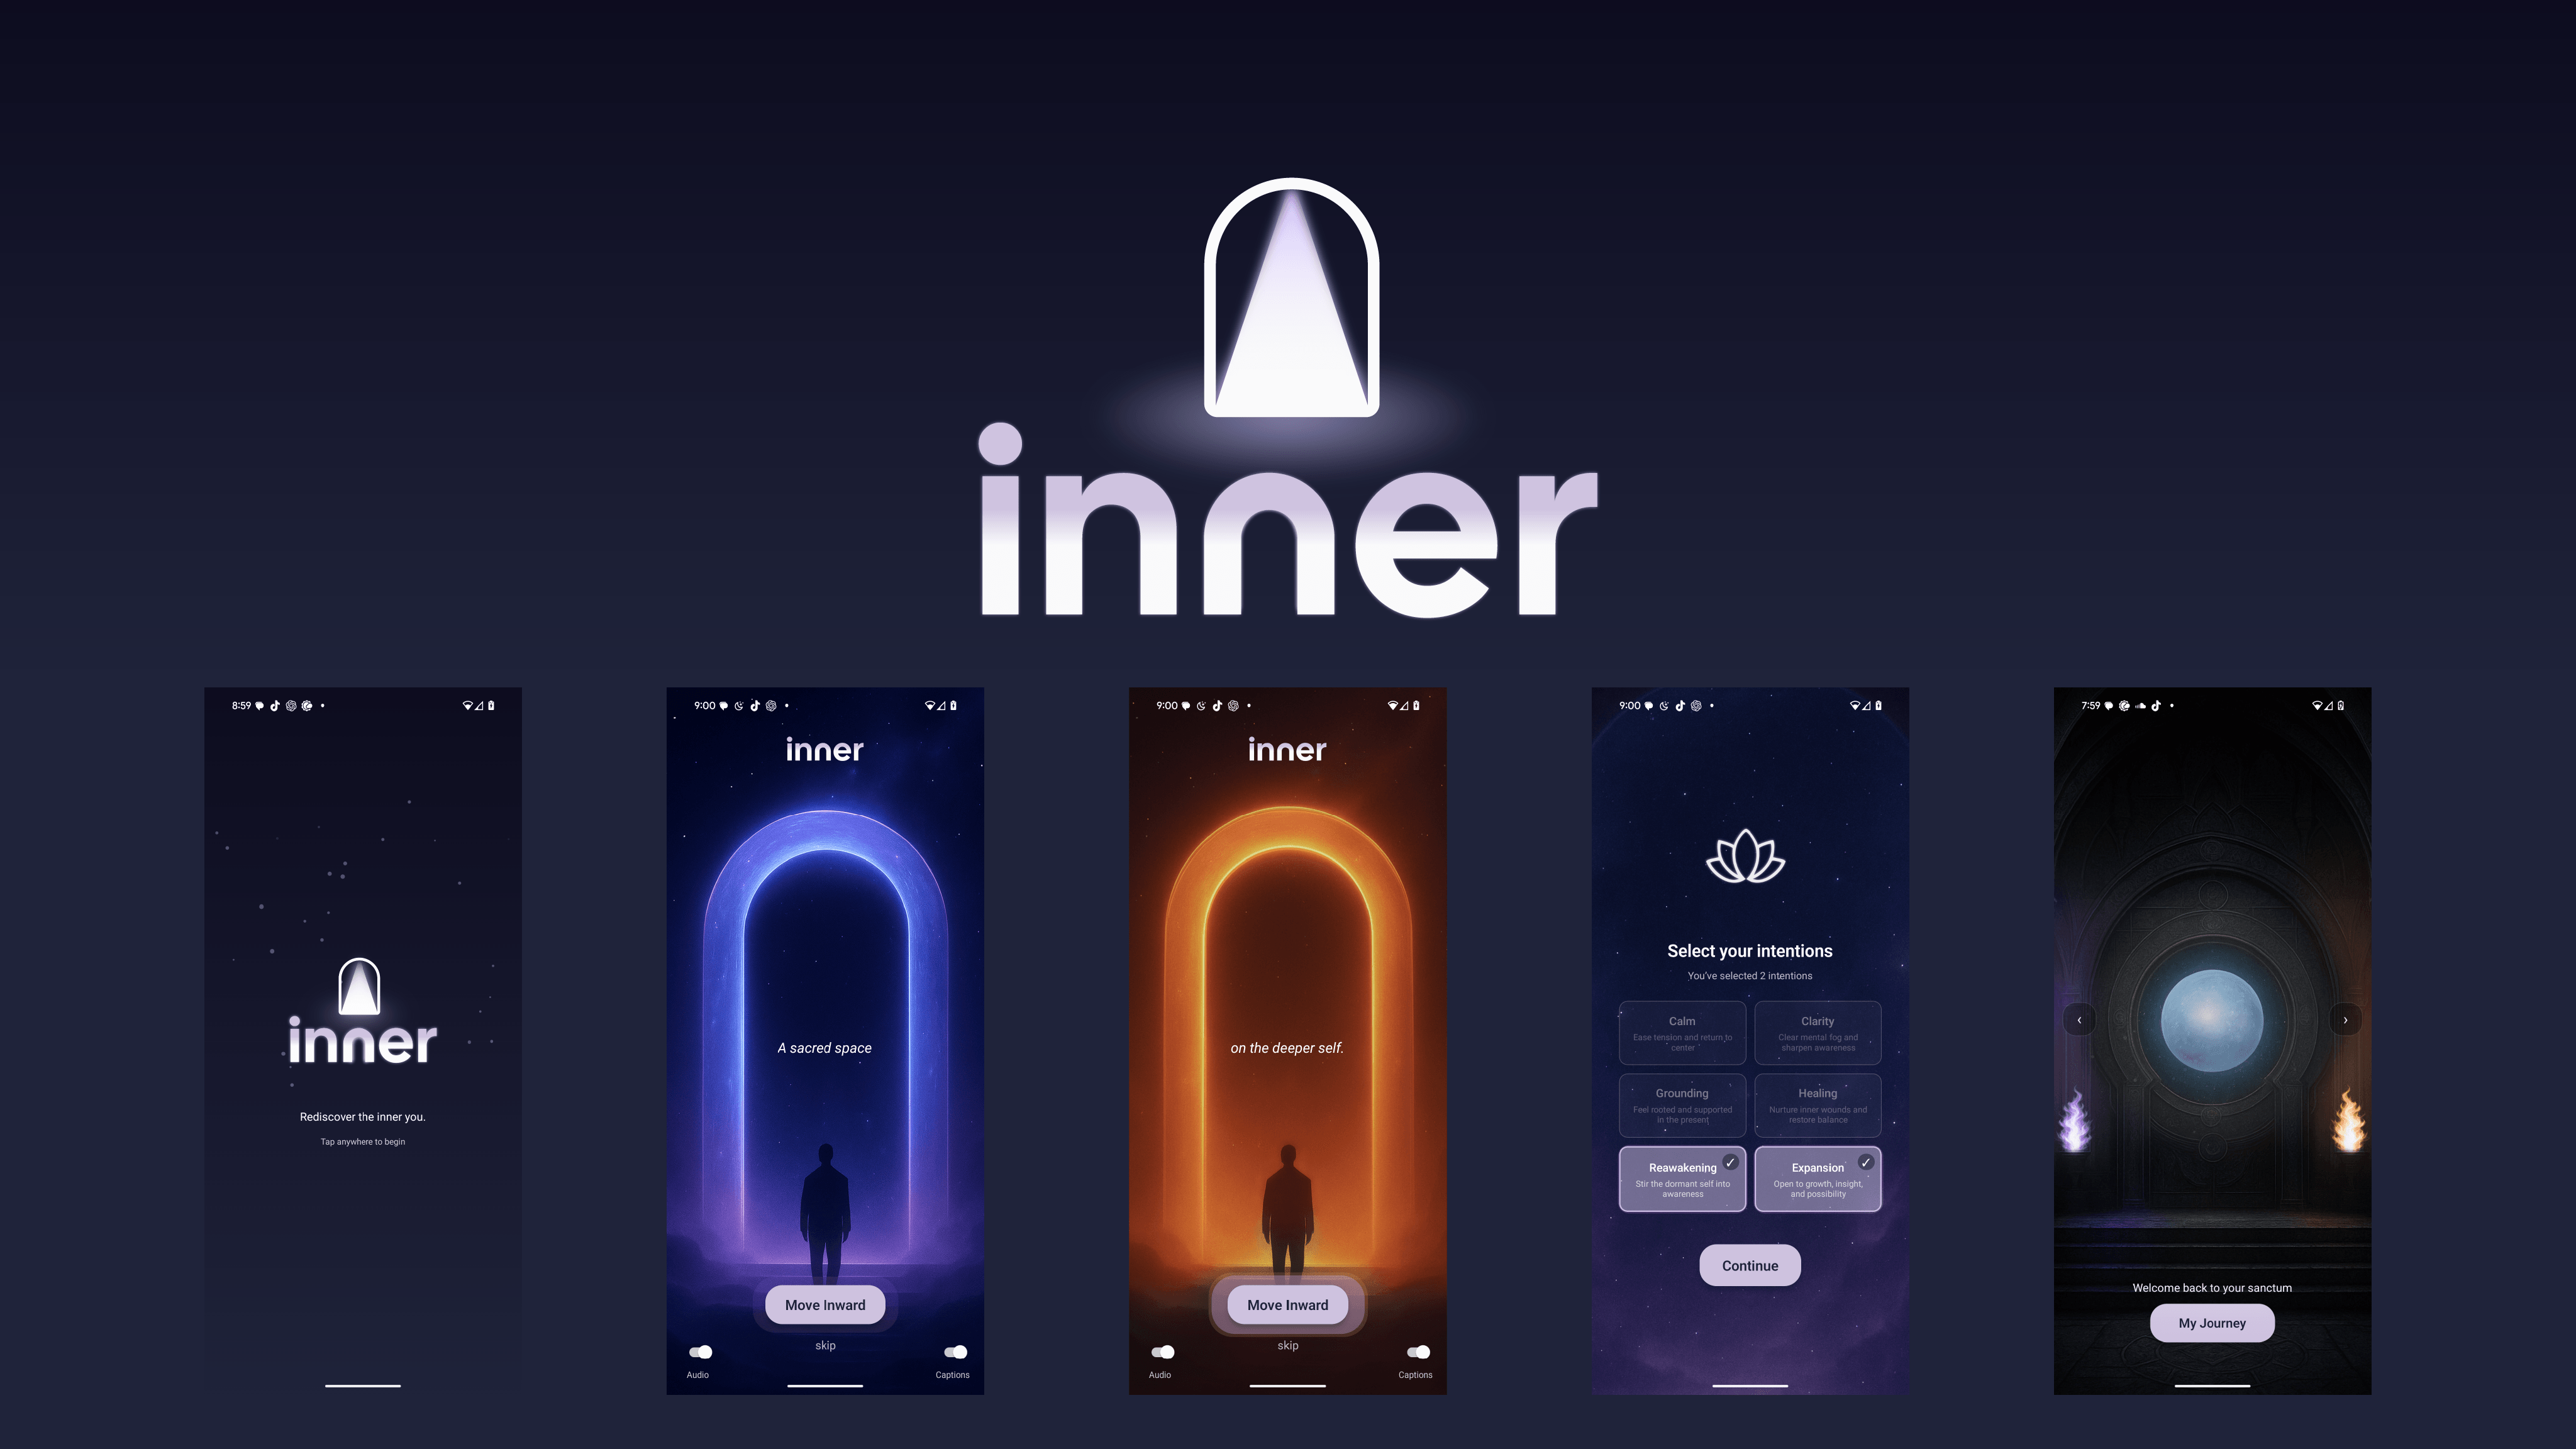 inner
8:59
inner
Rediscover the inner you.
Tap anywhere to begin
9:00
inner
A sacred space
Move Inward
skip
Audio
Captions
9:00
inner
on the deeper self.
Move Inward
skip
Audio
Captions
9:00
Select your intentions
You've selected 2 intentions
Calm
Ease tension and return to
center
Clarity
Clear mental fog and
sharpen awareness
Grounding
Feel rooted and supported
in the present
Healing
Nurture inner wounds and
restore balance
Reawakening
Stir the dormant self into
awareness
Expansion
Open to growth, insight,
and possibility
Continue
7:59
Welcome back to your sanctum
My Journey